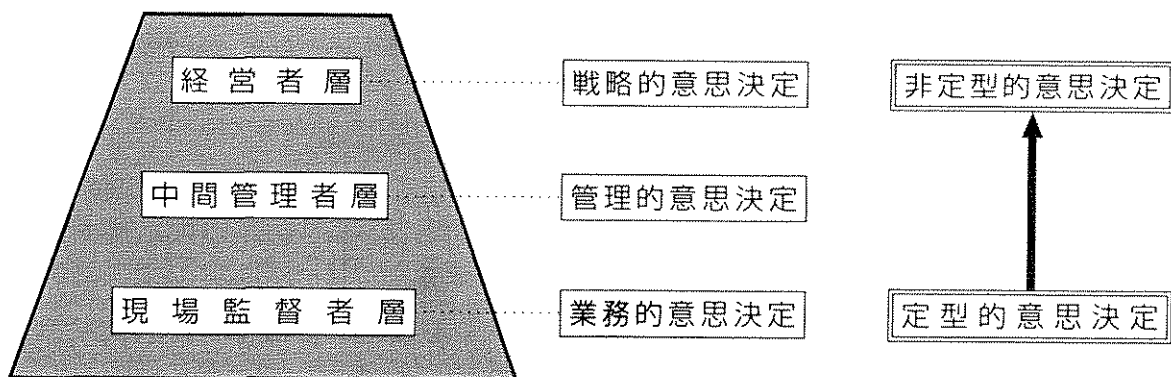 経営者層
戦略的意思決定
非定型的意思決定
中間管理者層
管理的意思決定
現場監督者層
業務的意思決定
定型的意思決定